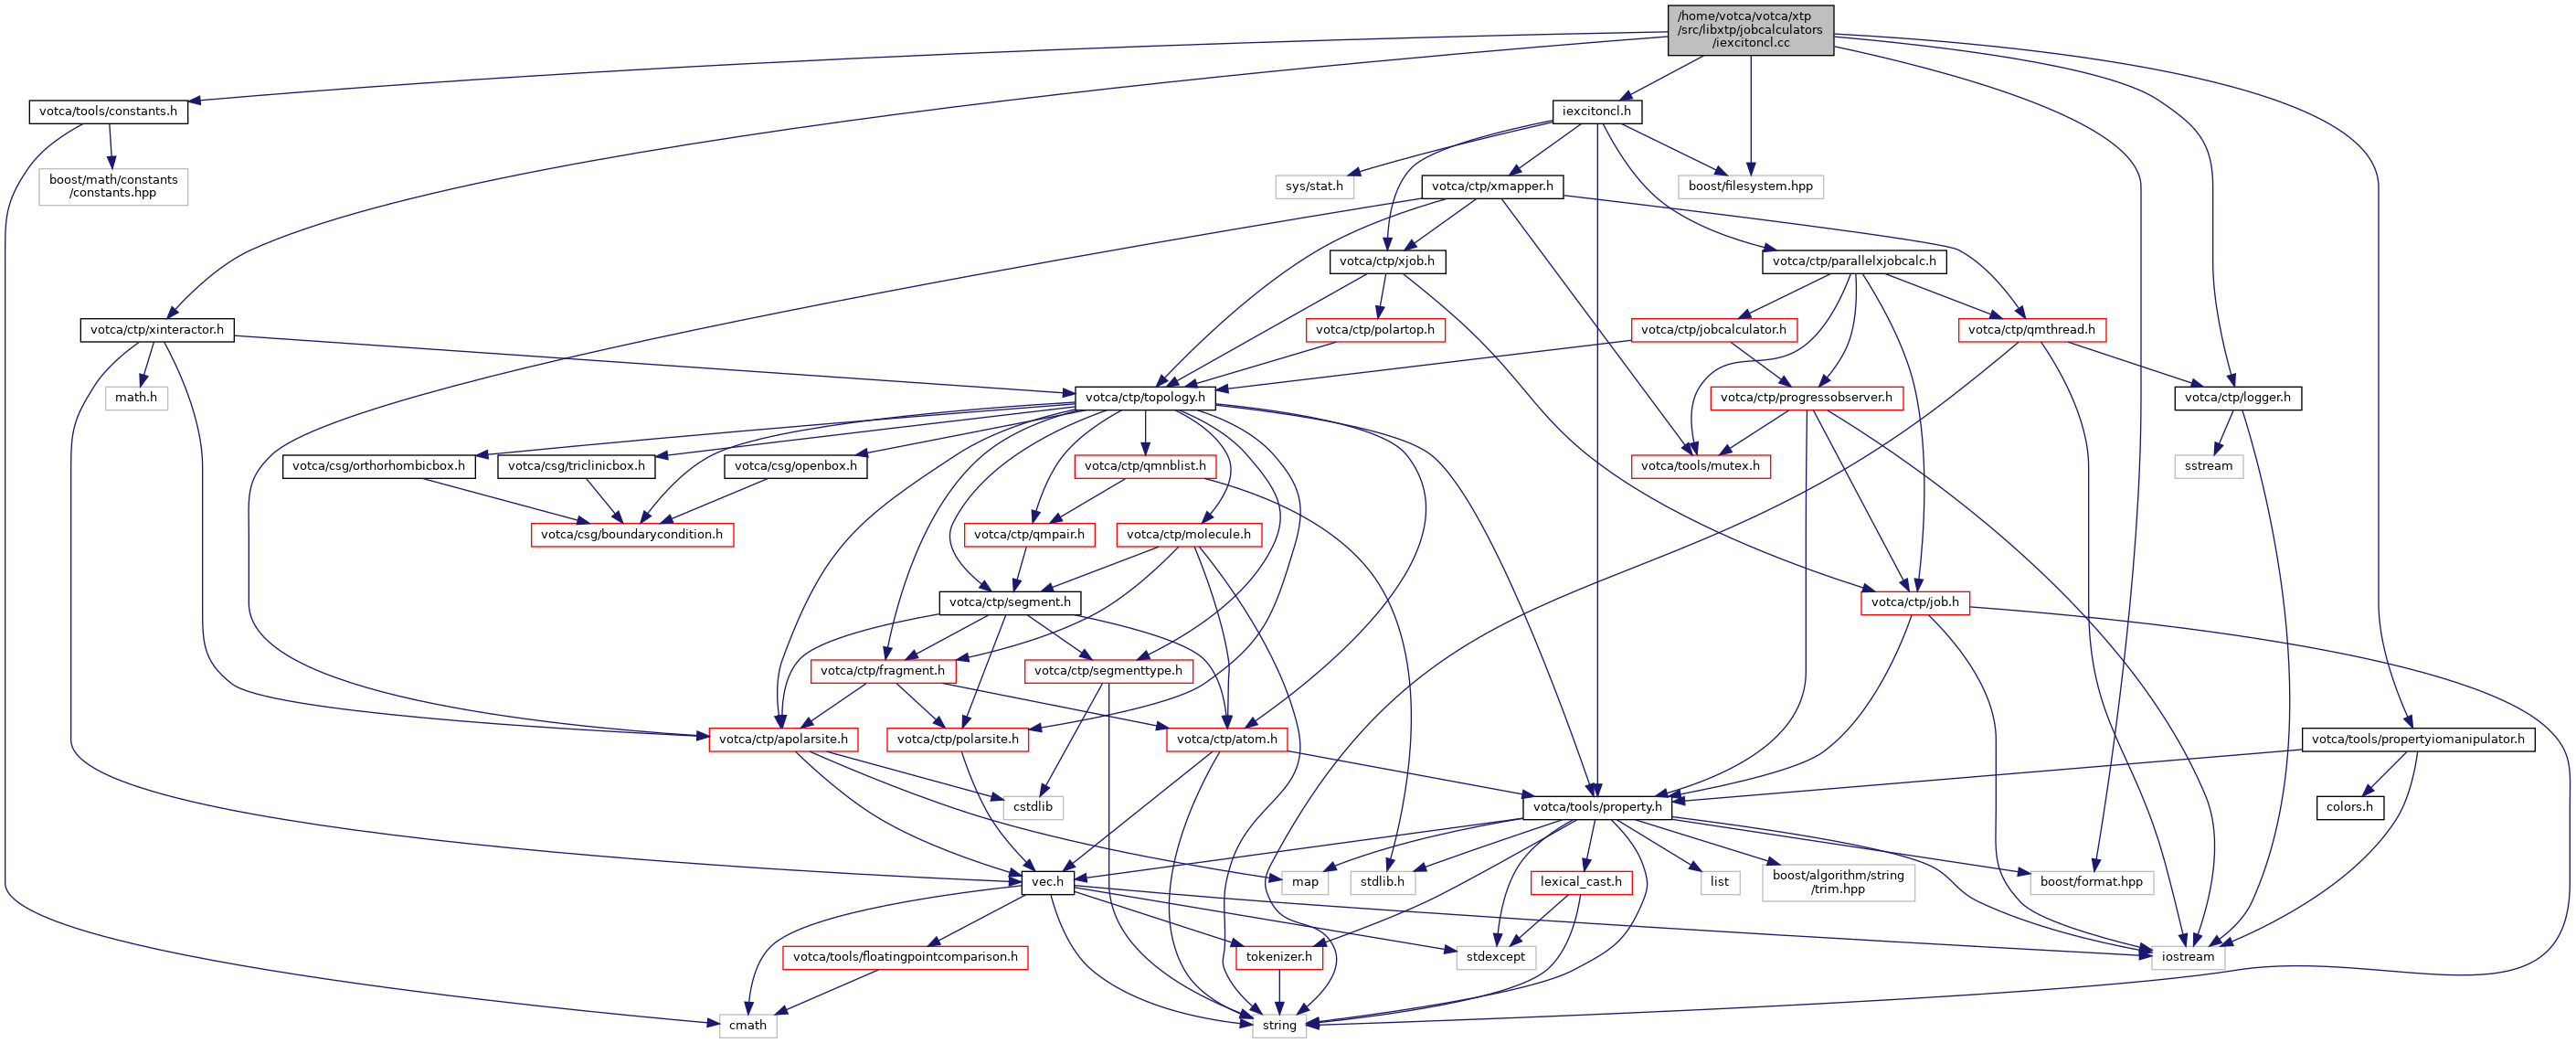 /home/votca/votca/xtp
/src/libxtp/jobcalculators
/iexcitoncl.cc
votca/tools/constants.h
iexcitoncl.h
boost/math/constants
/constants.hpp
sys/stat.h
votca/ctp/xmapper.h
boost/filesystem.hpp
votca/ctp/xjob.h
votca/ctp/parallelxjobcalc.h
votca/ctp/xinteractor.h
votca/ctp/polartop.h
votca/ctp/jobcalculator.h
votca/ctp/qmthread.h
math.h
votca/ctp/topology.h
votca/ctp/progressobserver.h
votca/ctp/logger.h
votca/csg/orthorhombicbox.h
votca/csg/triclinicbox.h
votca/csg/openbox.h
votca/ctp/qmnblist.h
votca/tools/mutex.h
sstream
votca/csg/boundarycondition.h
votca/ctp/qmpair.h
votca/ctp/molecule.h
votca/ctp/segment.h
votca/ctp/job.h
votca/ctp/fragment.h
votca/ctp/segmenttype.h
votca/ctp/apolarsite.h
votca/ctp/polarsite.h
votca/ctp/atom.h
votca/tools/propertyiomanipulator.h
cstdlib
votca/tools/property.h
colors.h
vec.h
map
stdlib.h
lexical_cast.h
list
boost/algorithm/string
/trim.hpp
boost/format.hpp
votca/tools/floatingpointcomparison.h
tokenizer.h
stdexcept
iostream
cmath
string